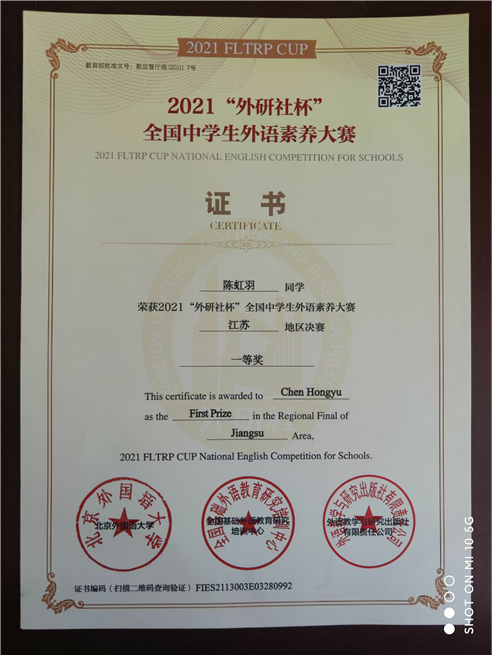 2021 FLTRP CUP
教育部批准文号:教监管厅函[2021] 7号
2021“外研社杯”
全国中学生外语素养大赛
2021 FLTRP CUP NATIONAL ENGLISH COMPETITION FOR SCHOOLS
证 书
CERTIFICATE
陈虹羽 同学
荣获2021“外研社杯”全国中学生外语素养大赛
江苏 地区决赛
一等奖
This certificate is awarded to Chen Hongyu
as the First Prize in the Regional Final of
Jiangsu Area,
2021 FLTRP CUP National English Competition for Schools.
北京外国语大学
北京外国语大学
全国基础外语教育研究培训中心
全国基础外语教育研究
培训中心
外语教学与研究出版社有限责任公司
外语教学与研究出版社
有限责任公司
证书编码(扫描二维码查询验证) FIES2113003E03280992
SHOT ON MI 10 5G